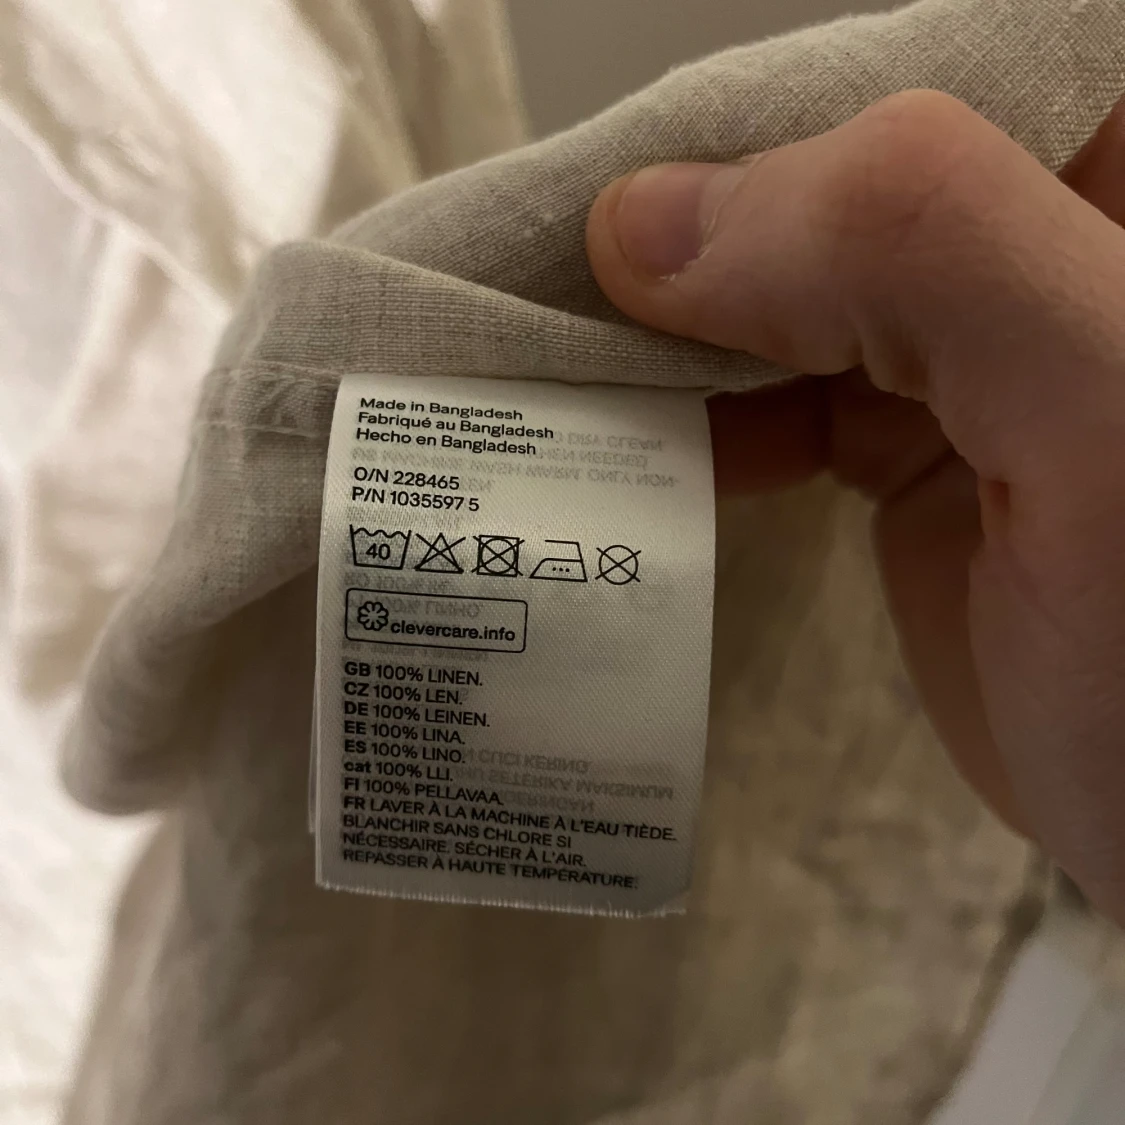 Made in Bangladesh
Fabriqué au Bangladesh
Hecho en Bangladesh
O/N 228465
P/N 1035597 5
40
clevercare.info
GB 100% LINEN.
CZ 100% LEN.
DE 100% LEINEN.
EE 100% LINA.
ES 100% LINO.
cat 100% LLI.
FI 100% PELLAVAA.
FR LAVER À LA MACHINE À L'EAU TIÈDE.
BLANCHIR SANS CHLORE SI
NÉCESSAIRE. SÉCHER À L'AIR.
REPASSER À HAUTE TEMPÉRATURE.